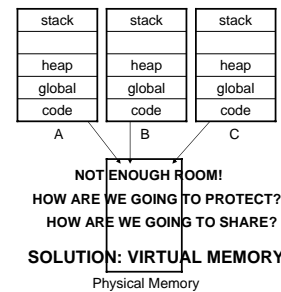 stack stack stack
heap heap heap
global global global
code code code
A B C
NOT ENOUGH ROOM!
HOW ARE WE GOING TO PROTECT?
HOW ARE WE GOING TO SHARE?
SOLUTION: VIRTUAL MEMORY
Physical Memory